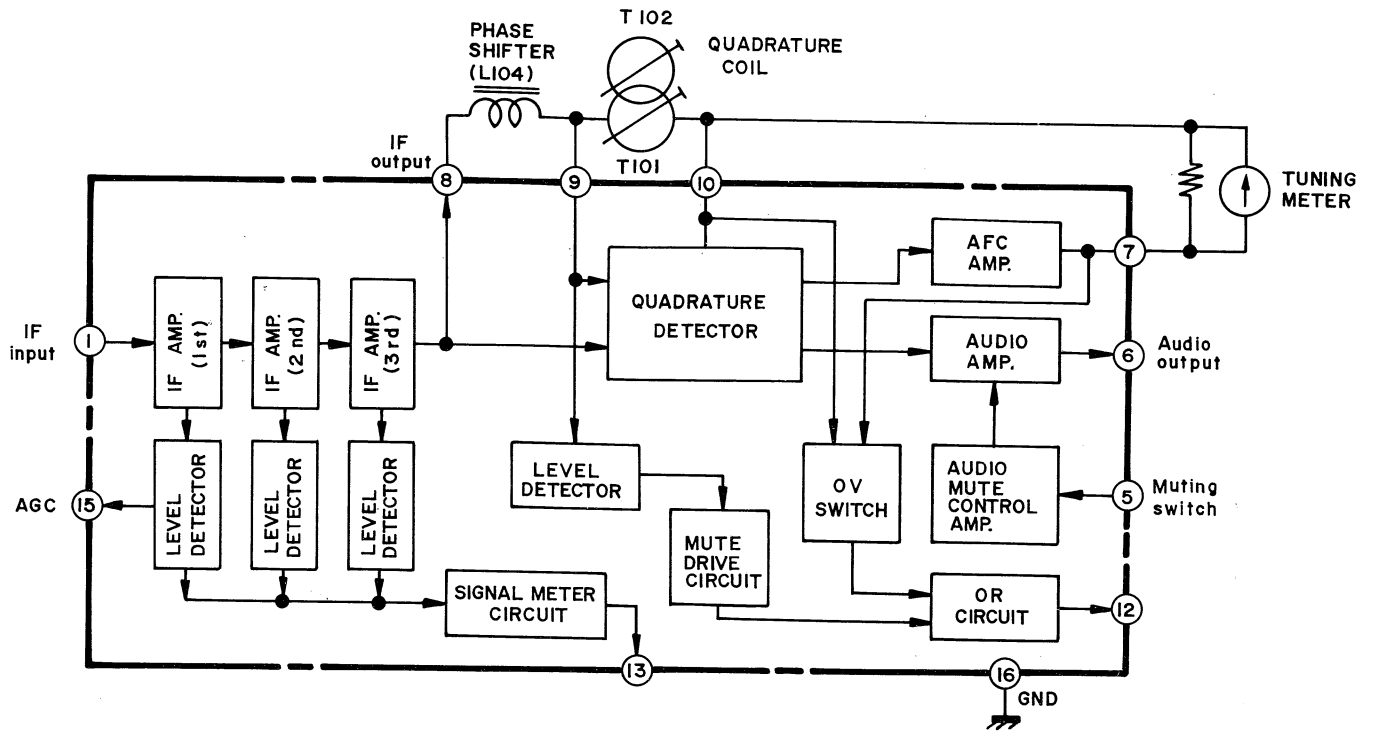 T 102
PHASE
SHIFTER
(L104)
QUADRATURE
COIL
IF
output
T101
8
9
10
TUNING
METER
AFC
AMP.
7
QUADRATURE
DETECTOR
IF
input
1
IF AMP.
(1st)
IF AMP.
(2nd)
IF AMP.
(3rd)
AUDIO
AMP.
6
Audio
output
AGC
15
LEVEL
DETECTOR
LEVEL
DETECTOR
LEVEL
DETECTOR
LEVEL
DETECTOR
OV
SWITCH
AUDIO
MUTE
CONTROL
AMP.
5
Muting
switch
MUTE
DRIVE
CIRCUIT
SIGNAL METER
CIRCUIT
OR
CIRCUIT
12
13
16
GND